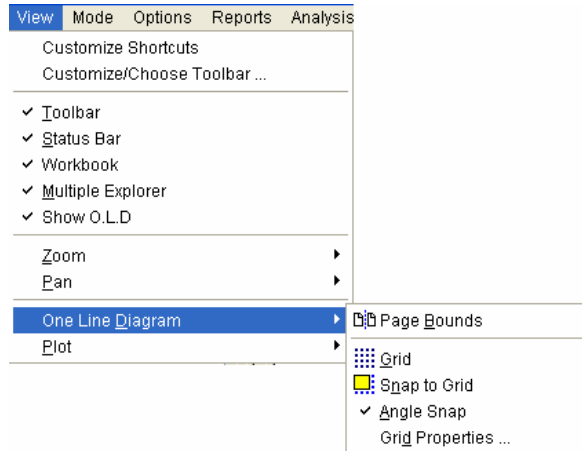 View Mode Options Reports Analysis
Customize Shortcuts
Customize/Choose Toolbar ...
Toolbar
Status Bar
Workbook
Multiple Explorer
Show O.L.D
Zoom
Pan
One Line Diagram
Plot
Page Bounds
Grid
Snap to Grid
Angle Snap
Grid Properties ...